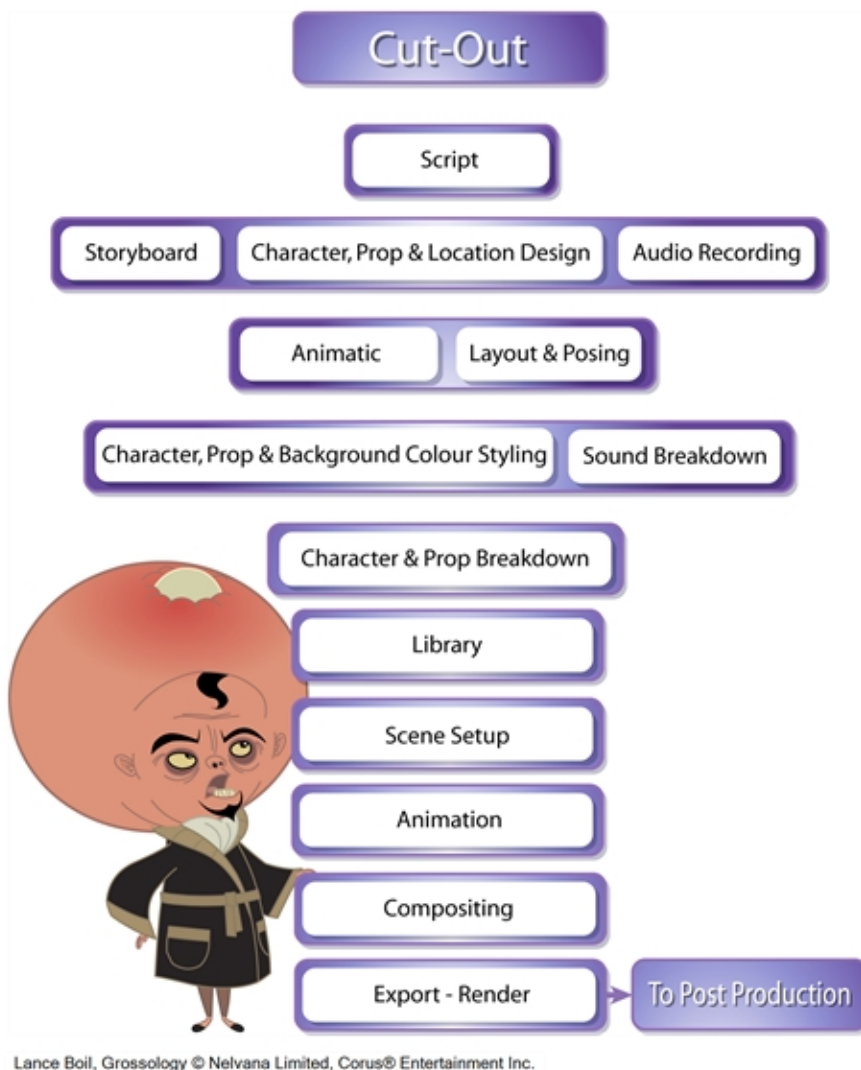 Cut-Out
Script
Storyboard
Character, Prop & Location Design
Audio Recording
Animatic
Layout & Posing
Character, Prop & Background Colour Styling
Sound Breakdown
Character & Prop Breakdown
Library
Scene Setup
Animation
Compositing
Export - Render
To Post Production
Lance Boil, Grossology © Nelvana Limited, Corus® Entertainment Inc.